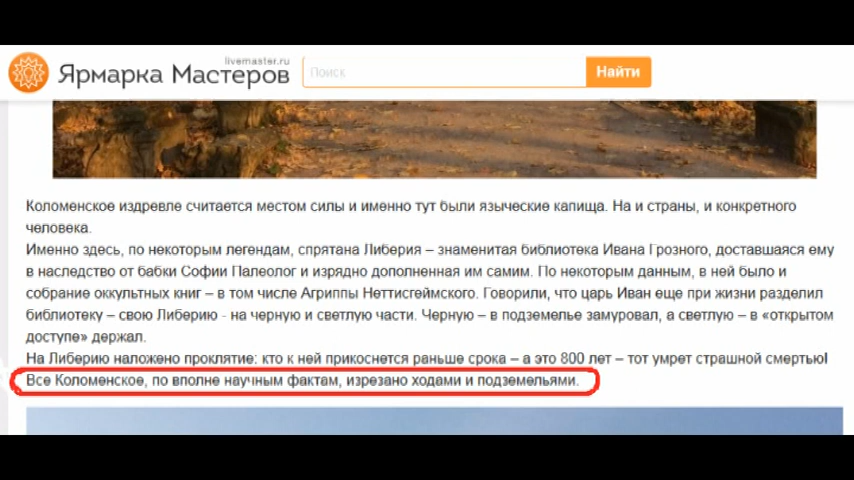 livemaster.ru
Ярмарка Мастеров
Поиск
Найти
Коломенское издревле считается местом силы и именно тут были языческие капища. На и страны, и конкретного
человека.
Именно здесь, по некоторым легендам, спрятана Либерия – знаменитая библиотека Ивана Грозного, доставшаяся ему
в наследство от бабки Софии Палеолог и изрядно дополненная им самим. По некоторым данным, в ней было и
собрание оккультных книг – в том числе Агриппы Неттисгеймского. Говорили, что царь Иван еще при жизни разделил
библиотеку – свою Либерию - на черную и светлую части. Черную – в подземелье замуровал, а светлую – в «открытом
доступе» держал.
На Либерию наложено проклятие: кто к ней прикоснется раньше срока – а это 800 лет – тот умрет страшной смертью!
Все Коломенское, по вполне научным фактам, изрезано ходами и подземельями.